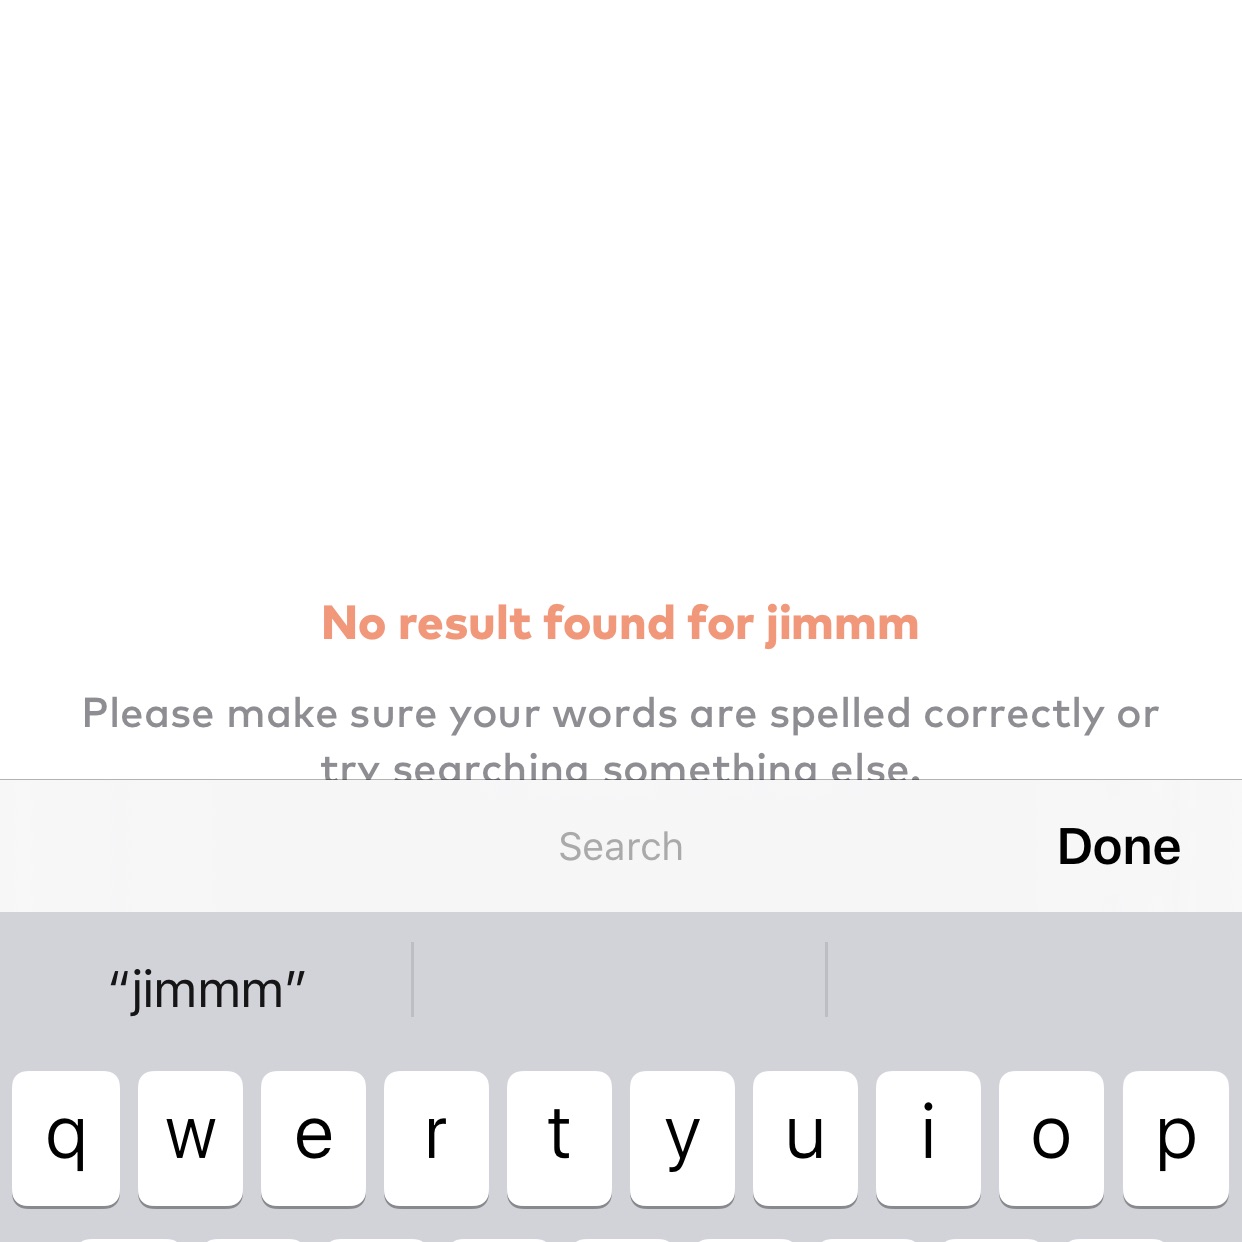 No result found for jimmm
Please make sure your words are spelled correctly or
try searching something else.
Search Done
“jimmm”
q w e r t y u i o p